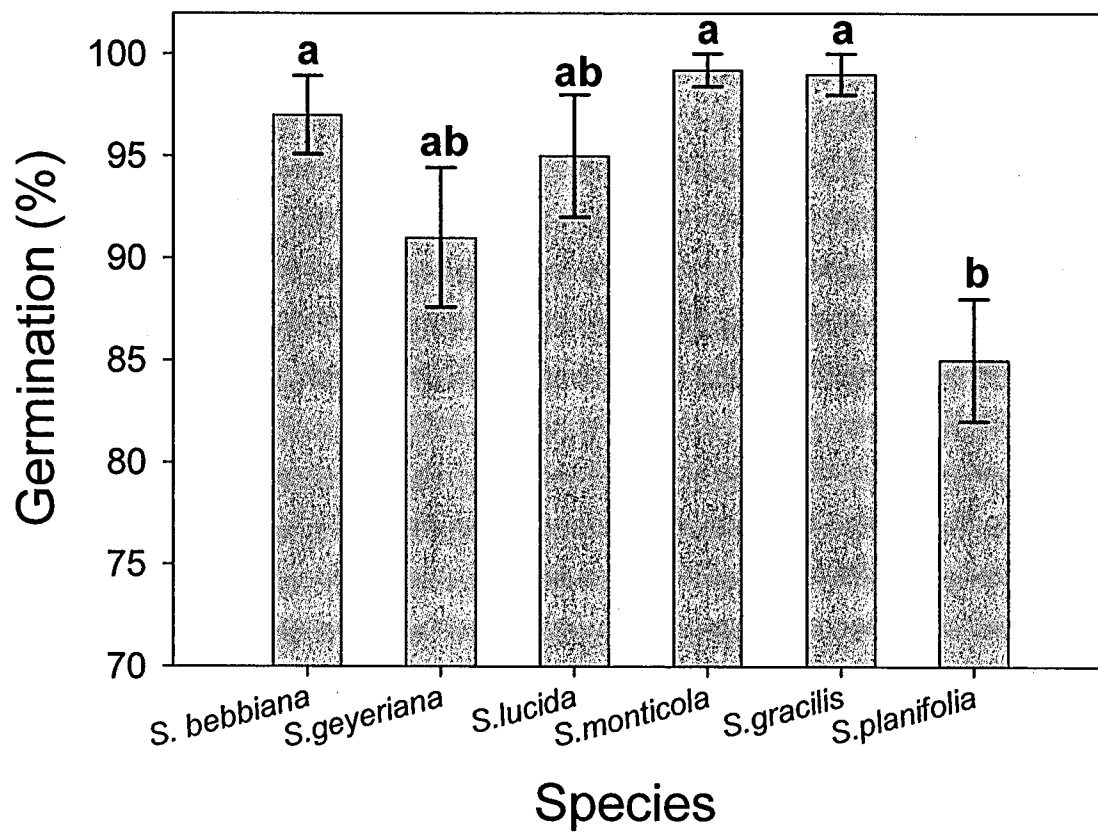 Germination (%)
100
95
90
85
80
75
70
a
ab
ab
a
a
b
S. bebbiana
S.geyeriana
S.lucida
S.monticola
S.gracilis
S.planifolia
Species